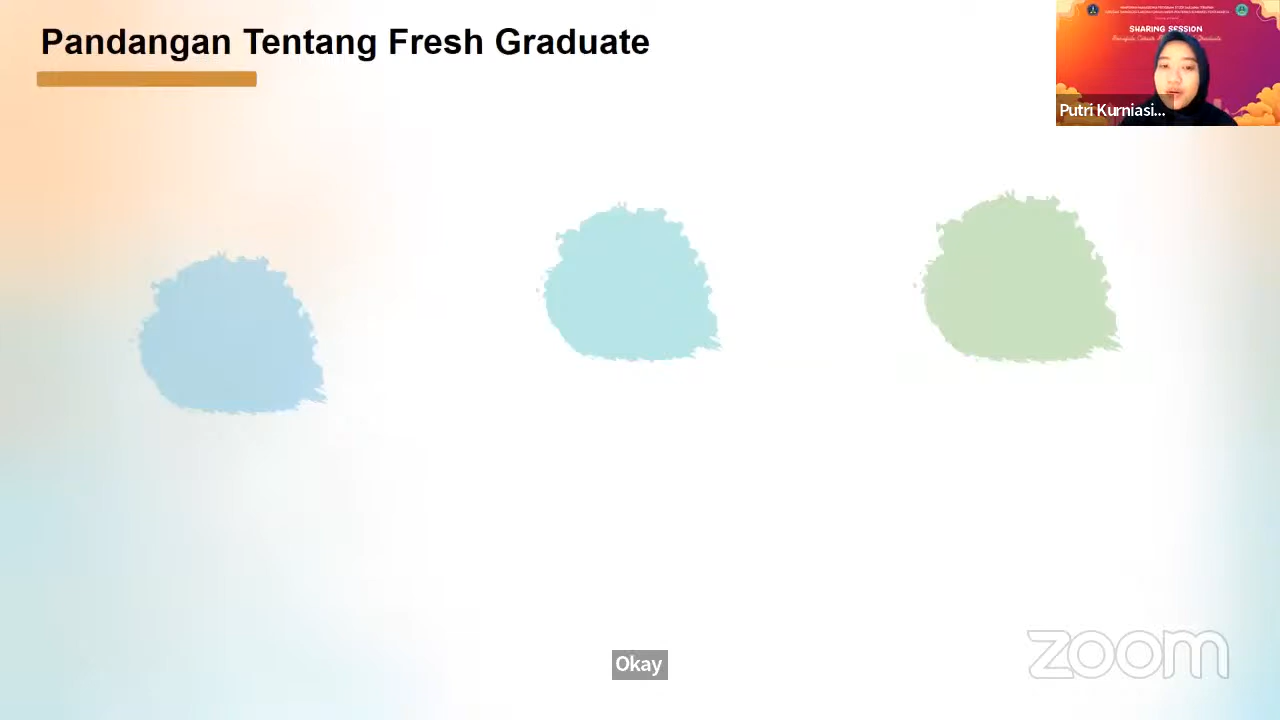 Pandangan Tentang Fresh Graduate
SHARING SESSION
Putri Kurniasi...
Okay
zoom